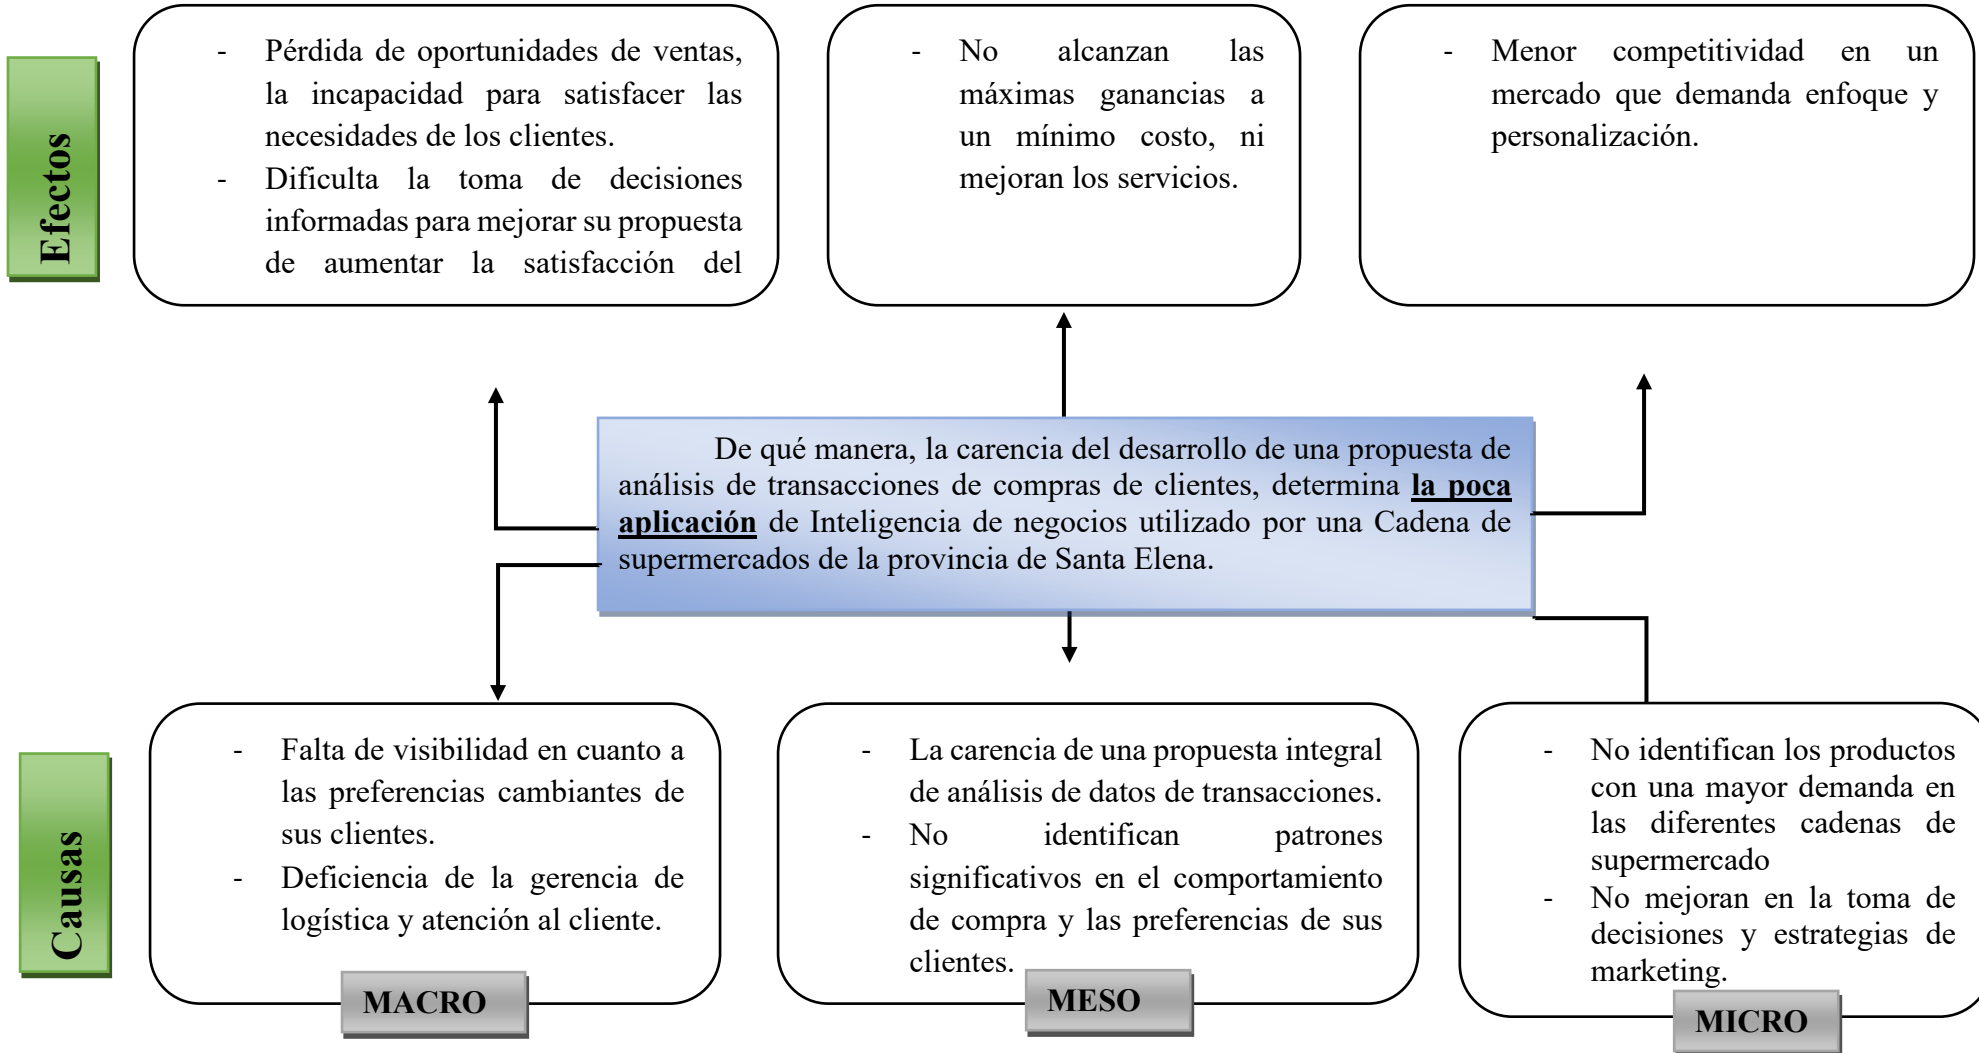 Efectos
- Pérdida de oportunidades de ventas,
la incapacidad para satisfacer las
necesidades de los clientes.
- Dificulta la toma de decisiones
informadas para mejorar su propuesta
de aumentar la satisfacción del
- No alcanzan las
máximas ganancias a
un mínimo costo, ni
mejoran los servicios.
- Menor competitividad en un
mercado que demanda enfoque y
personalización.
De qué manera, la carencia del desarrollo de una propuesta de
análisis de transacciones de compras de clientes, determina la poca
aplicación de Inteligencia de negocios utilizado por una Cadena de
supermercados de la provincia de Santa Elena.
Causas
- Falta de visibilidad en cuanto a
las preferencias cambiantes de
sus clientes.
- Deficiencia de la gerencia de
logística y atención al cliente.
MACRO
- La carencia de una propuesta integral
de análisis de datos de transacciones.
- No identifican patrones
significativos en el comportamiento
de compra y las preferencias de sus
clientes.
MESO
- No identifican los productos
con una mayor demanda en
las diferentes cadenas de
supermercado
- No mejoran en la toma de
decisiones y estrategias de
marketing.
MICRO